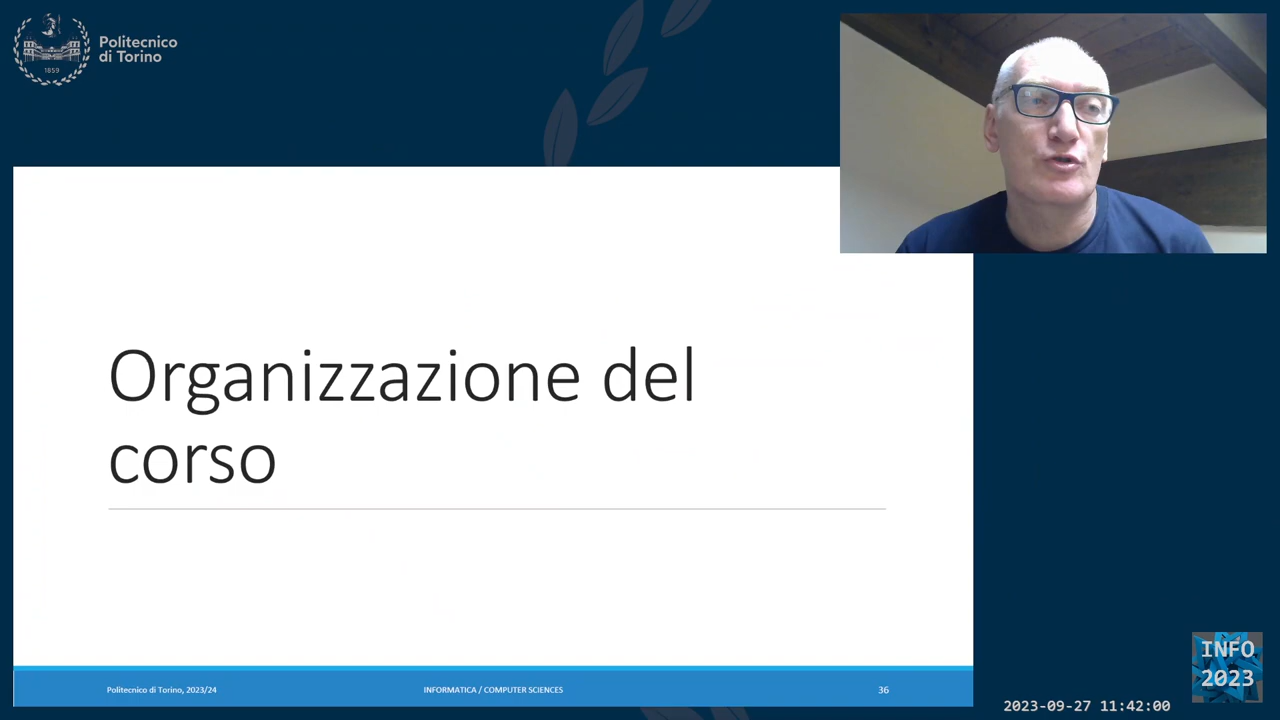 Politecnico
di Torino
1859
Organizzazione del
corso
Politecnico di Torino, 2023/24
INFORMATICA / COMPUTER SCIENCES
36
INFO
2023
2023-09-27 11:42:00